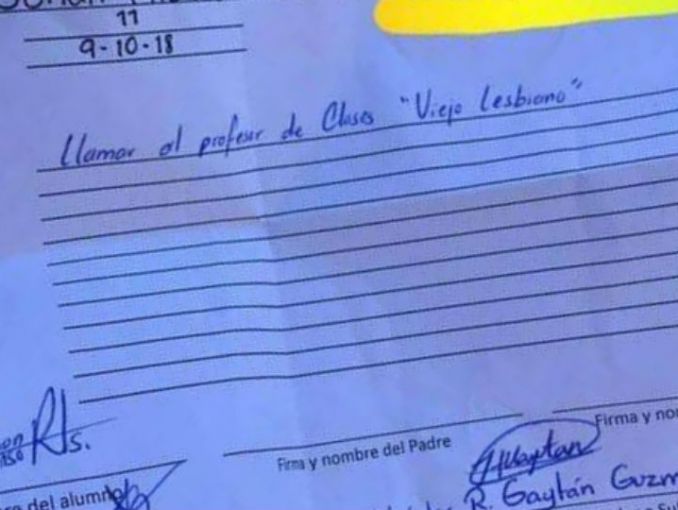 11
9-10-18
Llamar al profesor de Clases "Viejo lesbiano"
Rts.
Firma y nombre del Padre
Firma y no
del alumno
R. Gaytán Guzm